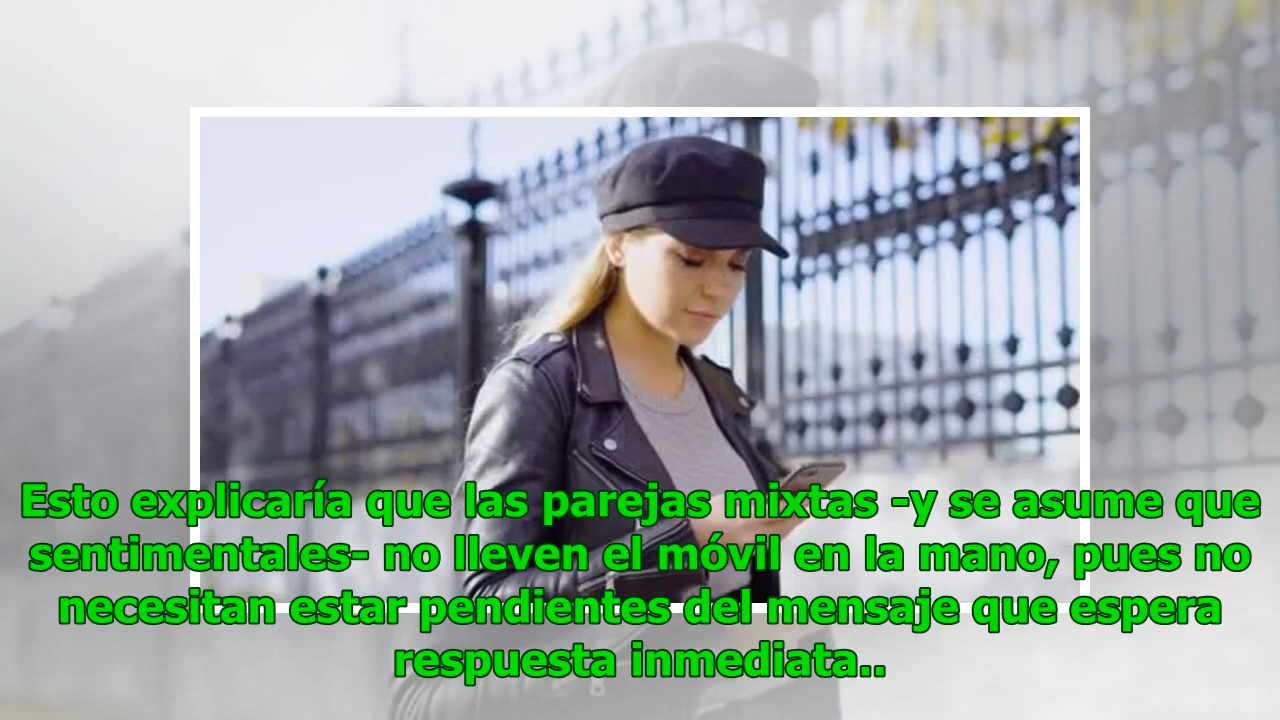 Esto explicaría que las parejas mixtas -y se asume que
sentimentales- no lleven el móvil en la mano, pues no
necesitan estar pendientes del mensaje que espera
respuesta inmediata..